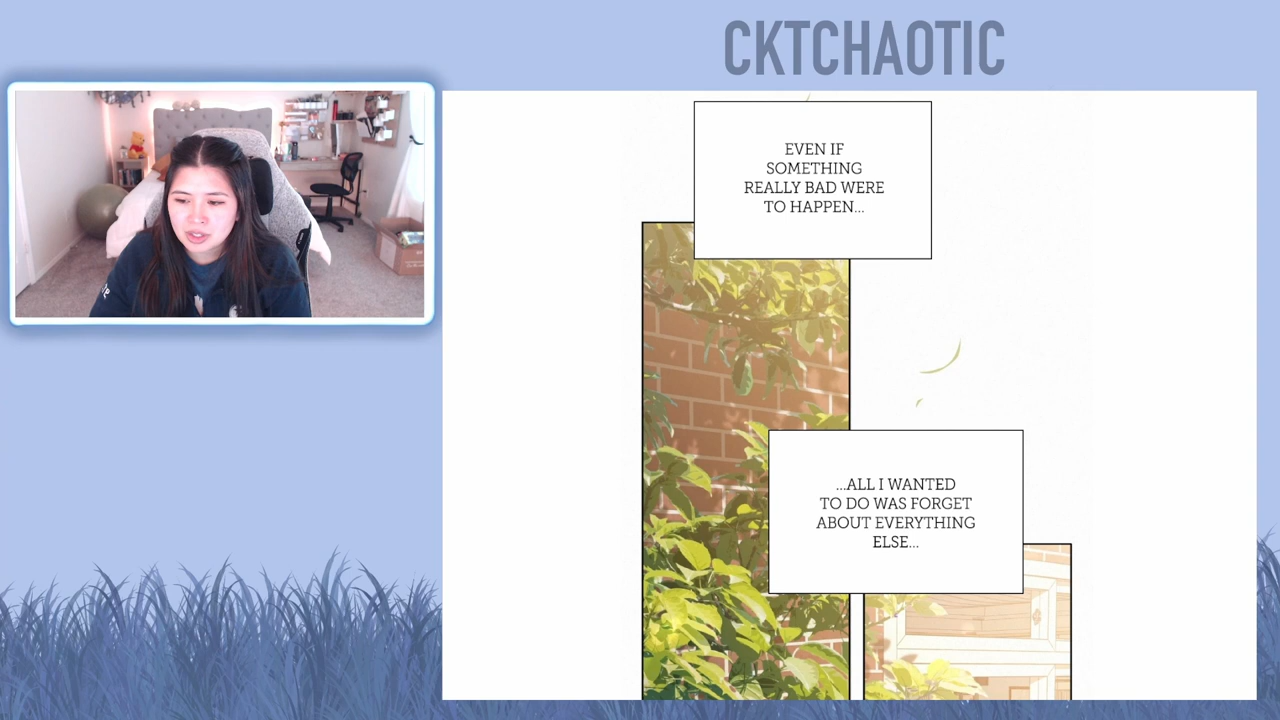 CKTCHAOTIC
EVEN IF
SOMETHING
REALLY BAD WERE
TO HAPPEN...
...ALL I WANTED
TO DO WAS FORGET
ABOUT EVERYTHING
ELSE...